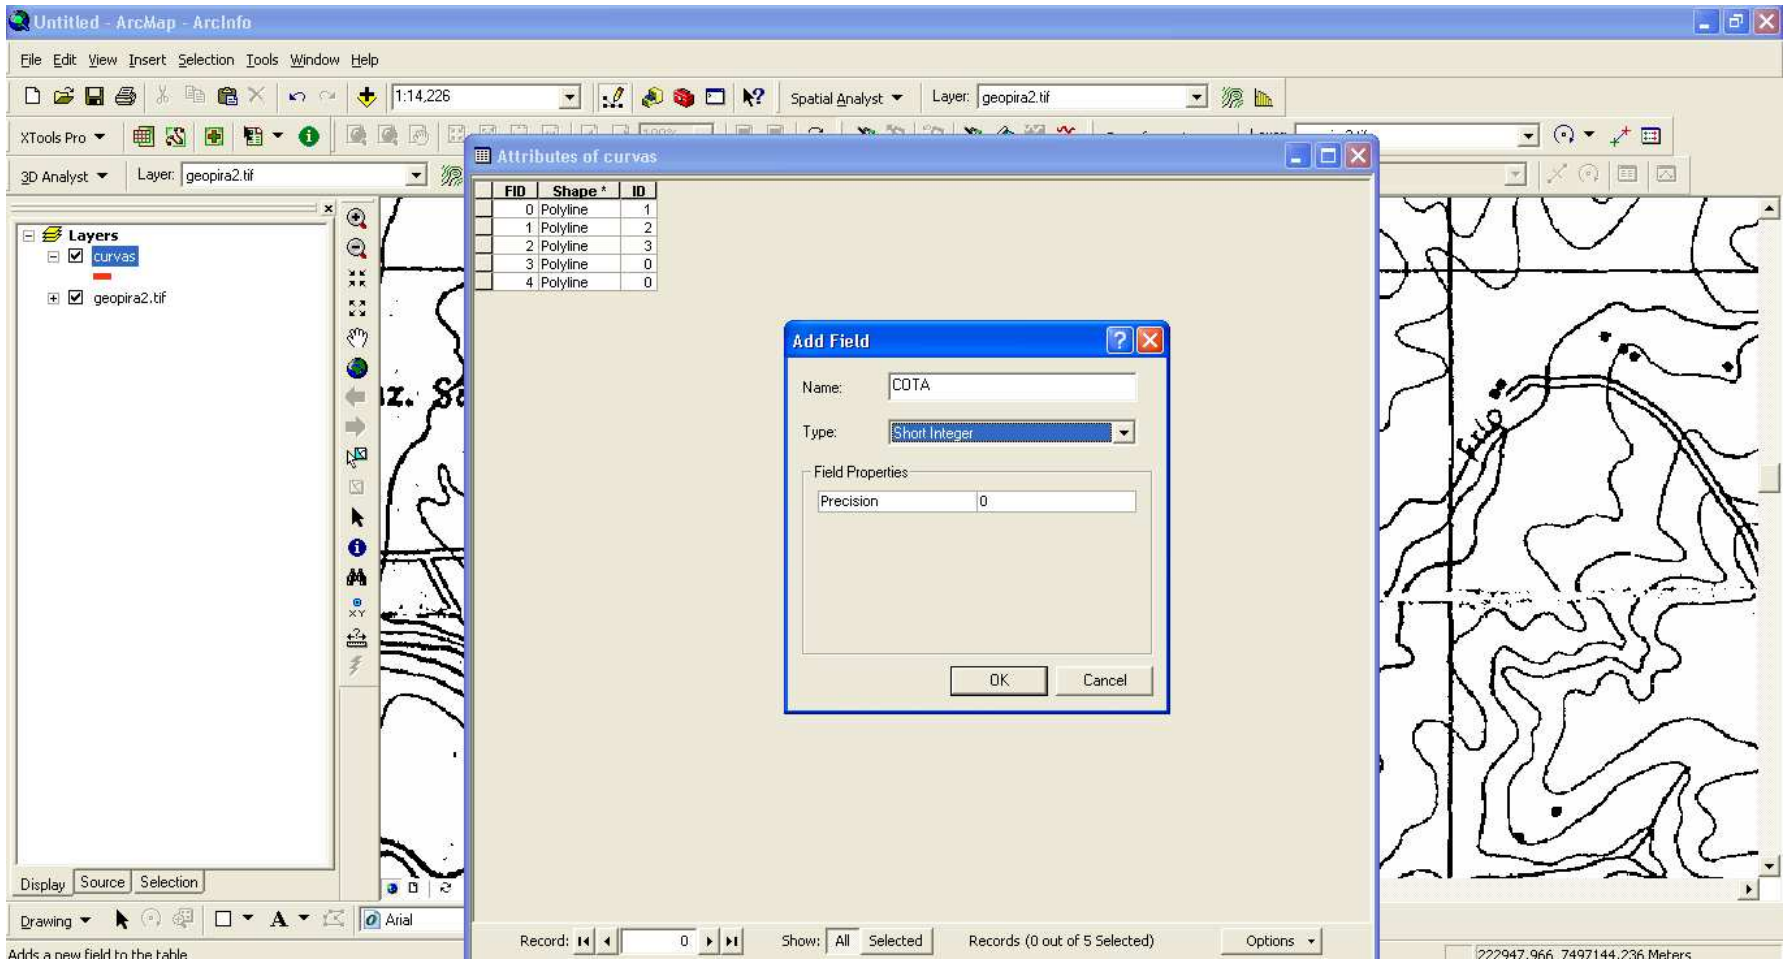 Untitled - ArcMap - ArcInfo
File Edit View Insert Selection Tools Window Help
1:14,226
Spatial Analyst
Layer: geopira2.tif
XTools Pro
3D Analyst
Layer: geopira2.tif
Layers
curvas
geopira2.tif
Display Source Selection
Attributes of curvas
FID Shape * ID
0 Polyline 1
1 Polyline 2
2 Polyline 3
3 Polyline 0
4 Polyline 0
Add Field
Name: COTA
Type: Short Integer
Field Properties
Precision 0
OK Cancel
az. Sa
Frio
XY
Record: 0
Show: All Selected
Records (0 out of 5 Selected)
Options
Drawing
A
Arial
Adds a new field to the table
222947,966 7497144,236 Meters